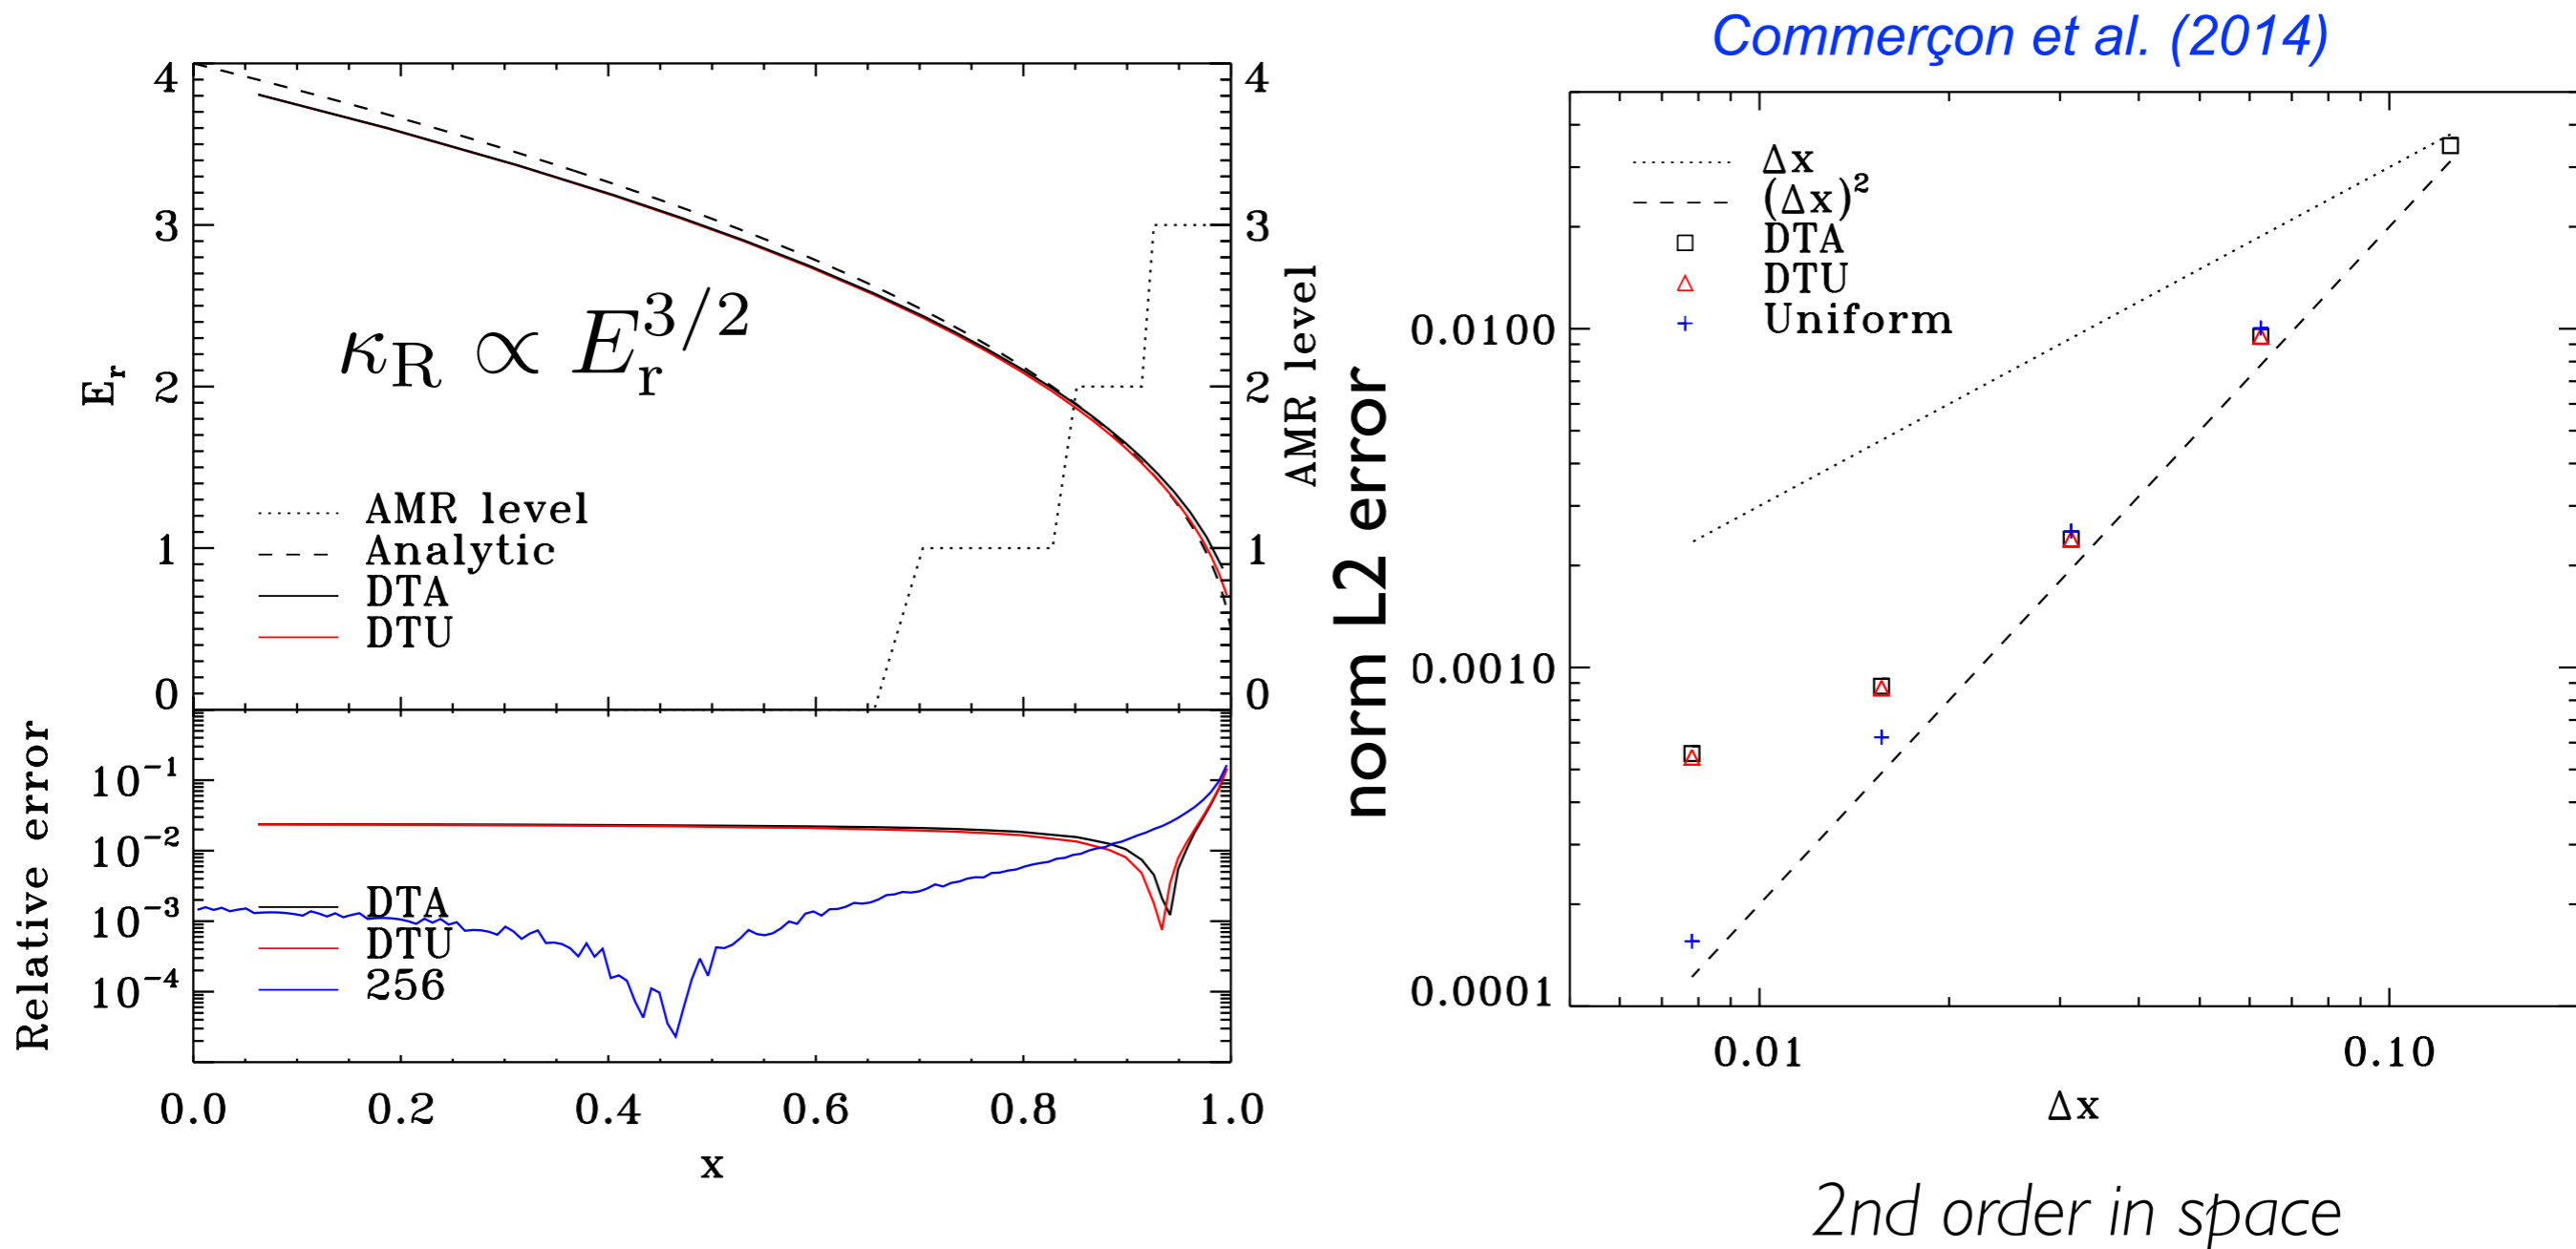 Commerçon et al. (2014)
4
3
2
1
0
E_r
κ_R ∝ E_r^{3/2}
AMR level
Analytic
DTA
DTU
4
3
2
1
0
AMR level
Relative error
10^{-1}
10^{-2}
10^{-3}
10^{-4}
DTA
DTU
256
0.0
0.2
0.4
0.6
0.8
1.0
x
norm L2 error
0.0100
0.0010
0.0001
Δx
(Δx)^2
DTA
DTU
Uniform
0.01
0.10
Δx
2nd order in space